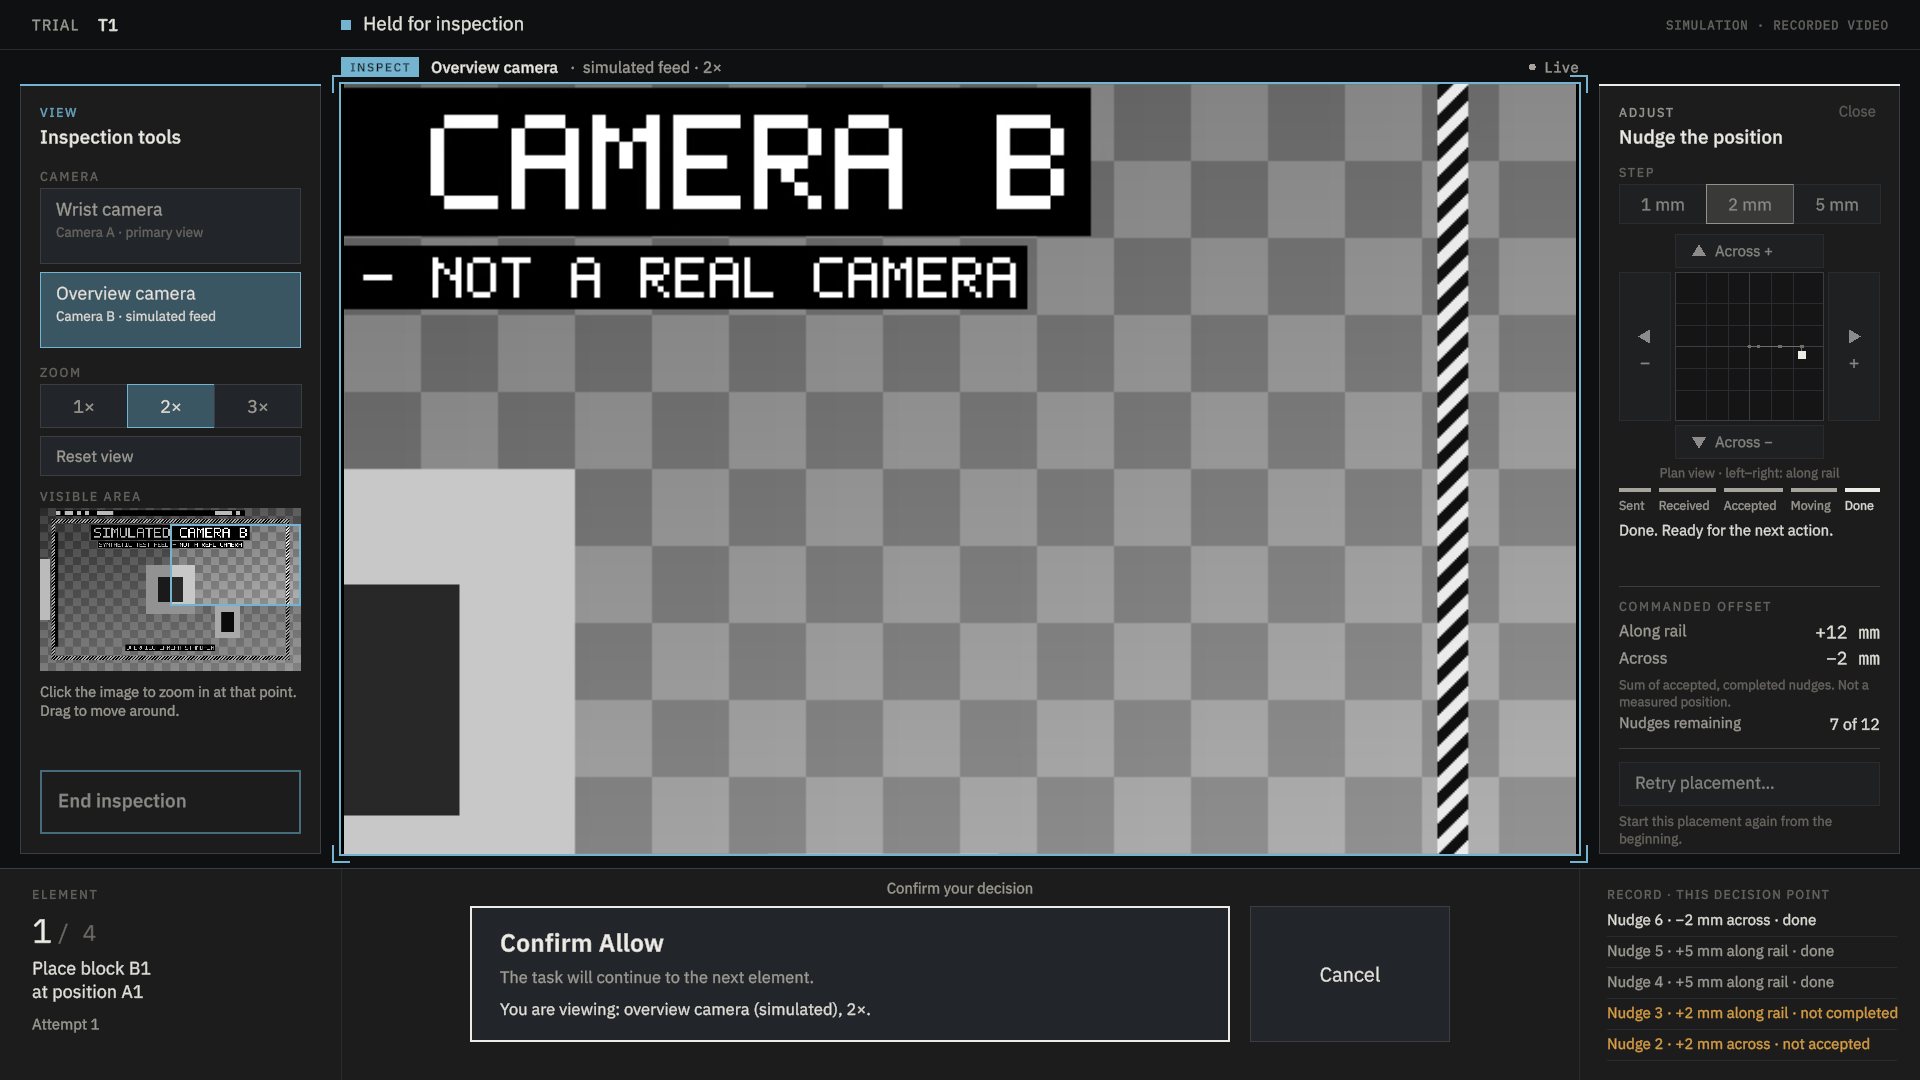 TRIAL T1
Held for inspection
SIMULATION · RECORDED VIDEO
INSPECT Overview camera · simulated feed · 2×
Live
VIEW
Inspection tools
CAMERA
Wrist camera
Camera A · primary view
Overview camera
Camera B · simulated feed
ZOOM
1× 2× 3×
Reset view
VISIBLE AREA
SIMULATED CAMERA B
SYNTHETIC TEST FEED - NOT A REAL CAMERA
Click the image to zoom in at that point.
Drag to move around.
End inspection
CAMERA B
– NOT A REAL CAMERA
ADJUST
Close
Nudge the position
STEP
1 mm 2 mm 5 mm
Across +
−
+
Across −
Plan view · left–right: along rail
Sent Received Accepted Moving Done
Done. Ready for the next action.
COMMANDED OFFSET
Along rail +12 mm
Across −2 mm
Sum of accepted, completed nudges. Not a
measured position.
Nudges remaining 7 of 12
Retry placement...
Start this placement again from the
beginning.
ELEMENT
1 / 4
Place block B1
at position A1
Attempt 1
Confirm your decision
Confirm Allow
The task will continue to the next element.
You are viewing: overview camera (simulated), 2×.
Cancel
RECORD · THIS DECISION POINT
Nudge 6 · −2 mm across · done
Nudge 5 · +5 mm along rail · done
Nudge 4 · +5 mm along rail · done
Nudge 3 · +2 mm along rail · not completed
Nudge 2 · +2 mm across · not accepted